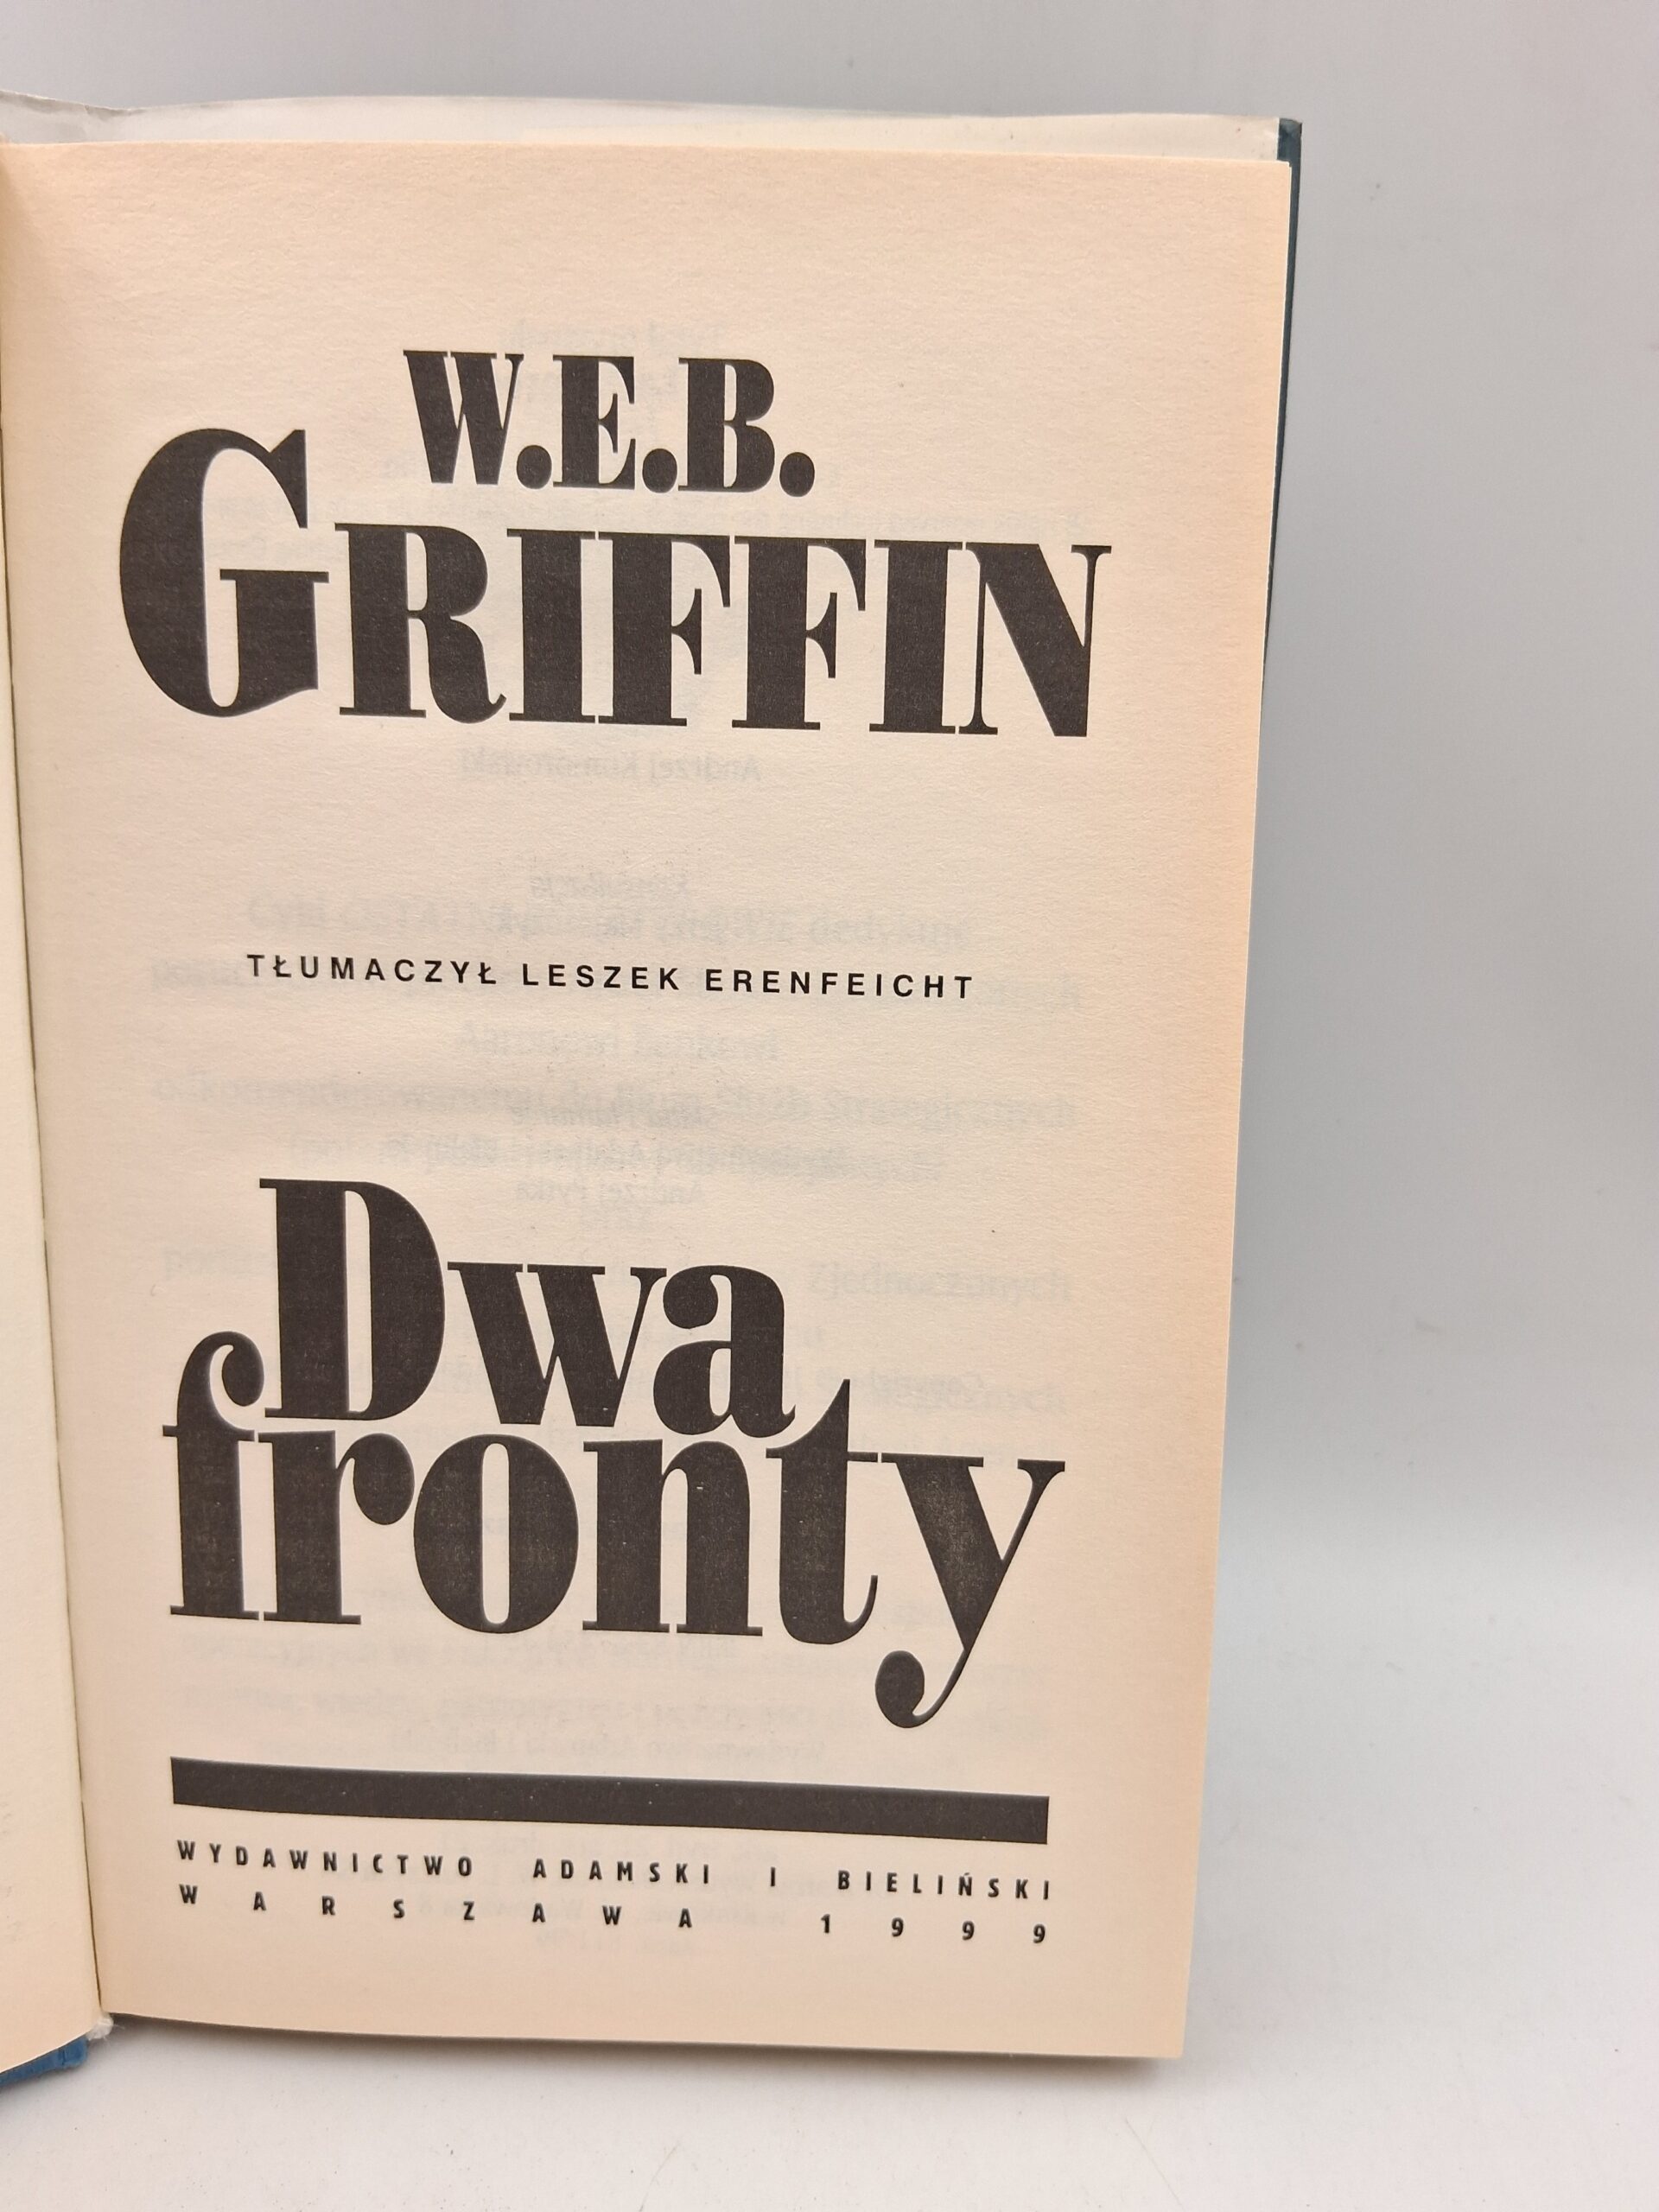 W.E.B.
GRIFFIN
TŁUMACZYŁ LESZEK ERENFEICHT
Dwa
fronty
WYDAWNICTWO ADAMSKI I BIELIŃSKI
WARSZAWA 1999